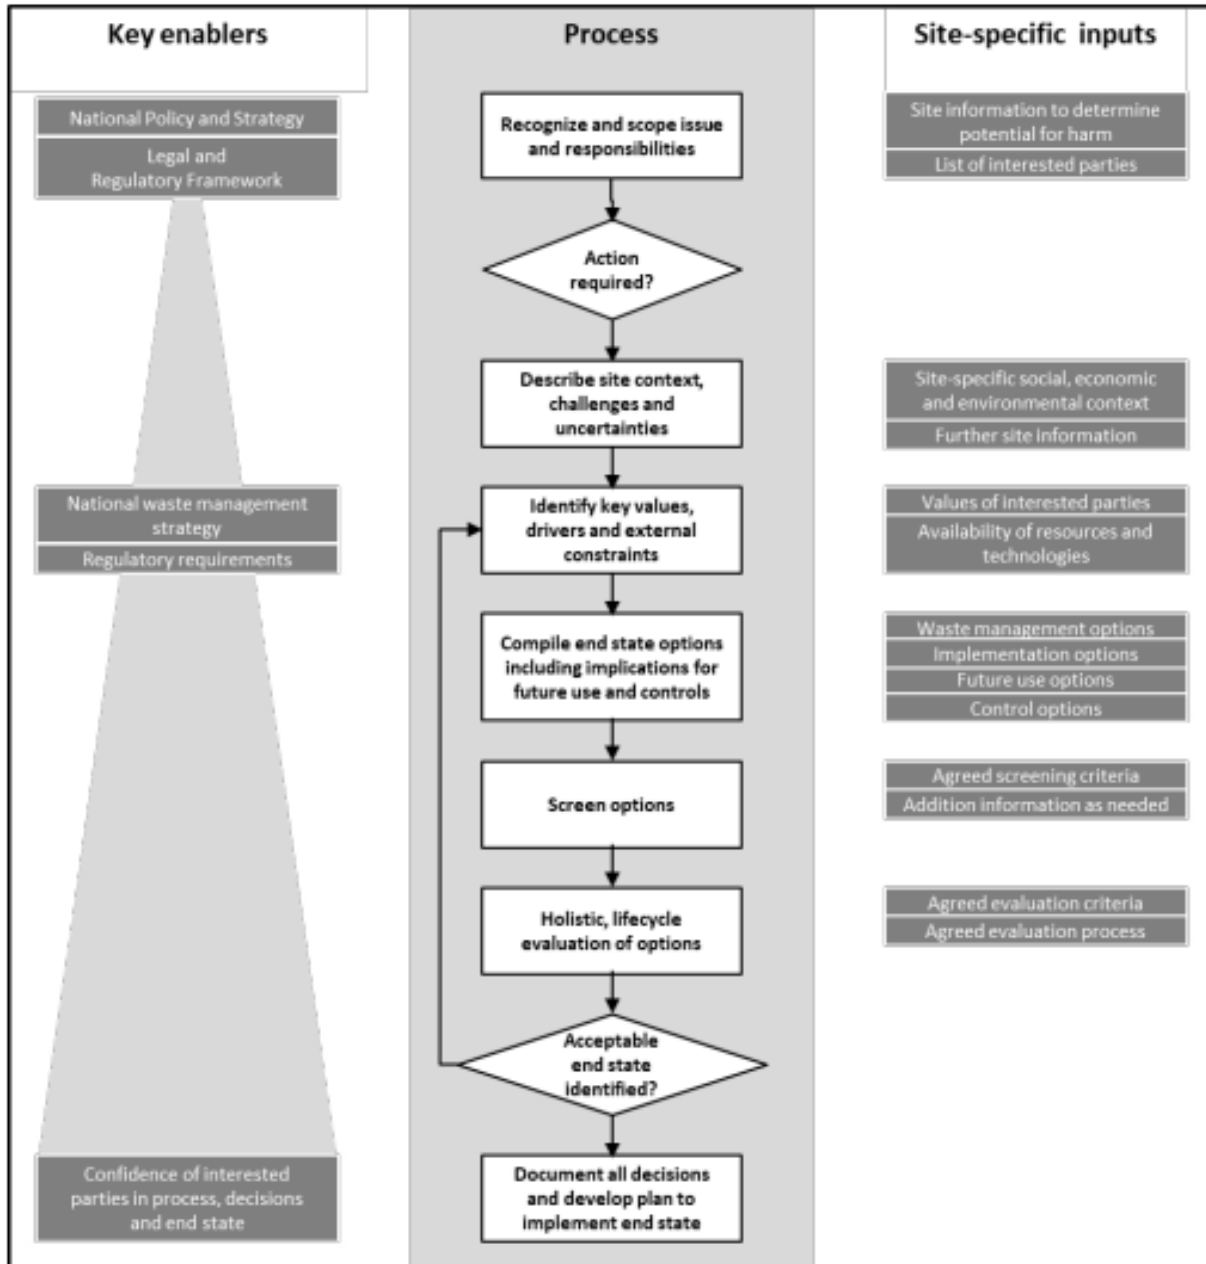 Key enablers
Process
Site-specific inputs
National Policy and Strategy
Legal and
Regulatory Framework
Recognize and scope issue
and responsibilities
Site information to determine
potential for harm
List of interested parties
Action
required?
Describe site context,
challenges and
uncertainties
Site-specific social, economic
and environmental context
Further site information
National waste management
strategy
Regulatory requirements
Identify key values,
drivers and external
constraints
Values of interested parties
Availability of resources and
technologies
Compile end state options
including implications for
future use and controls
Waste management options
Implementation options
Future use options
Control options
Screen options
Agreed screening criteria
Addition information as needed
Holistic, lifecycle
evaluation of options
Agreed evaluation criteria
Agreed evaluation process
Acceptable
end state
identified?
Confidence of interested
parties in process, decisions
and end state
Document all decisions
and develop plan to
implement end state